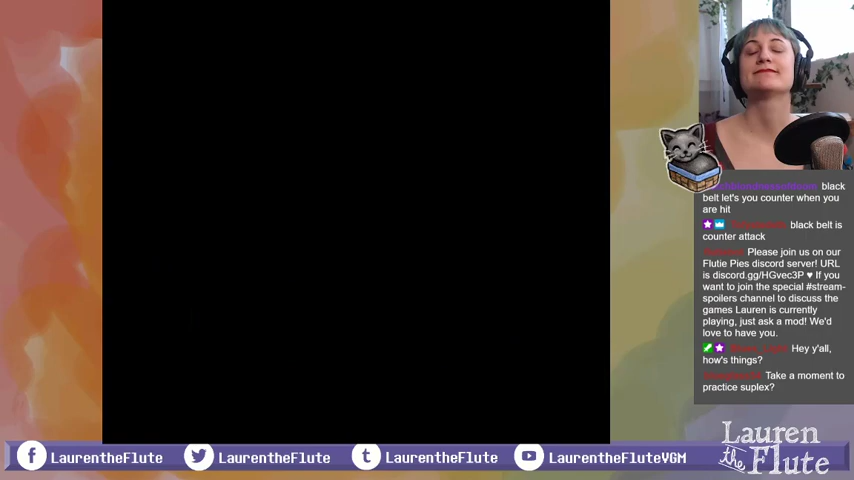 black
belt let's you counter when you
are hit
black belt is
counter attack
Please join us on our
Flutie Pies discord server! URL
is discord.gg/HGvec3P ♥ If you
want to join the special #stream-
spoilers channel to discuss the
games Lauren is currently
playing, just ask a mod! We'd
love to have you.
Hey y'all,
how's things?
Take a moment to
practice suplex?
Lauren
the Flute
LaurentheFlute
LaurentheFlute
LaurentheFlute
LaurentheFluteVGM